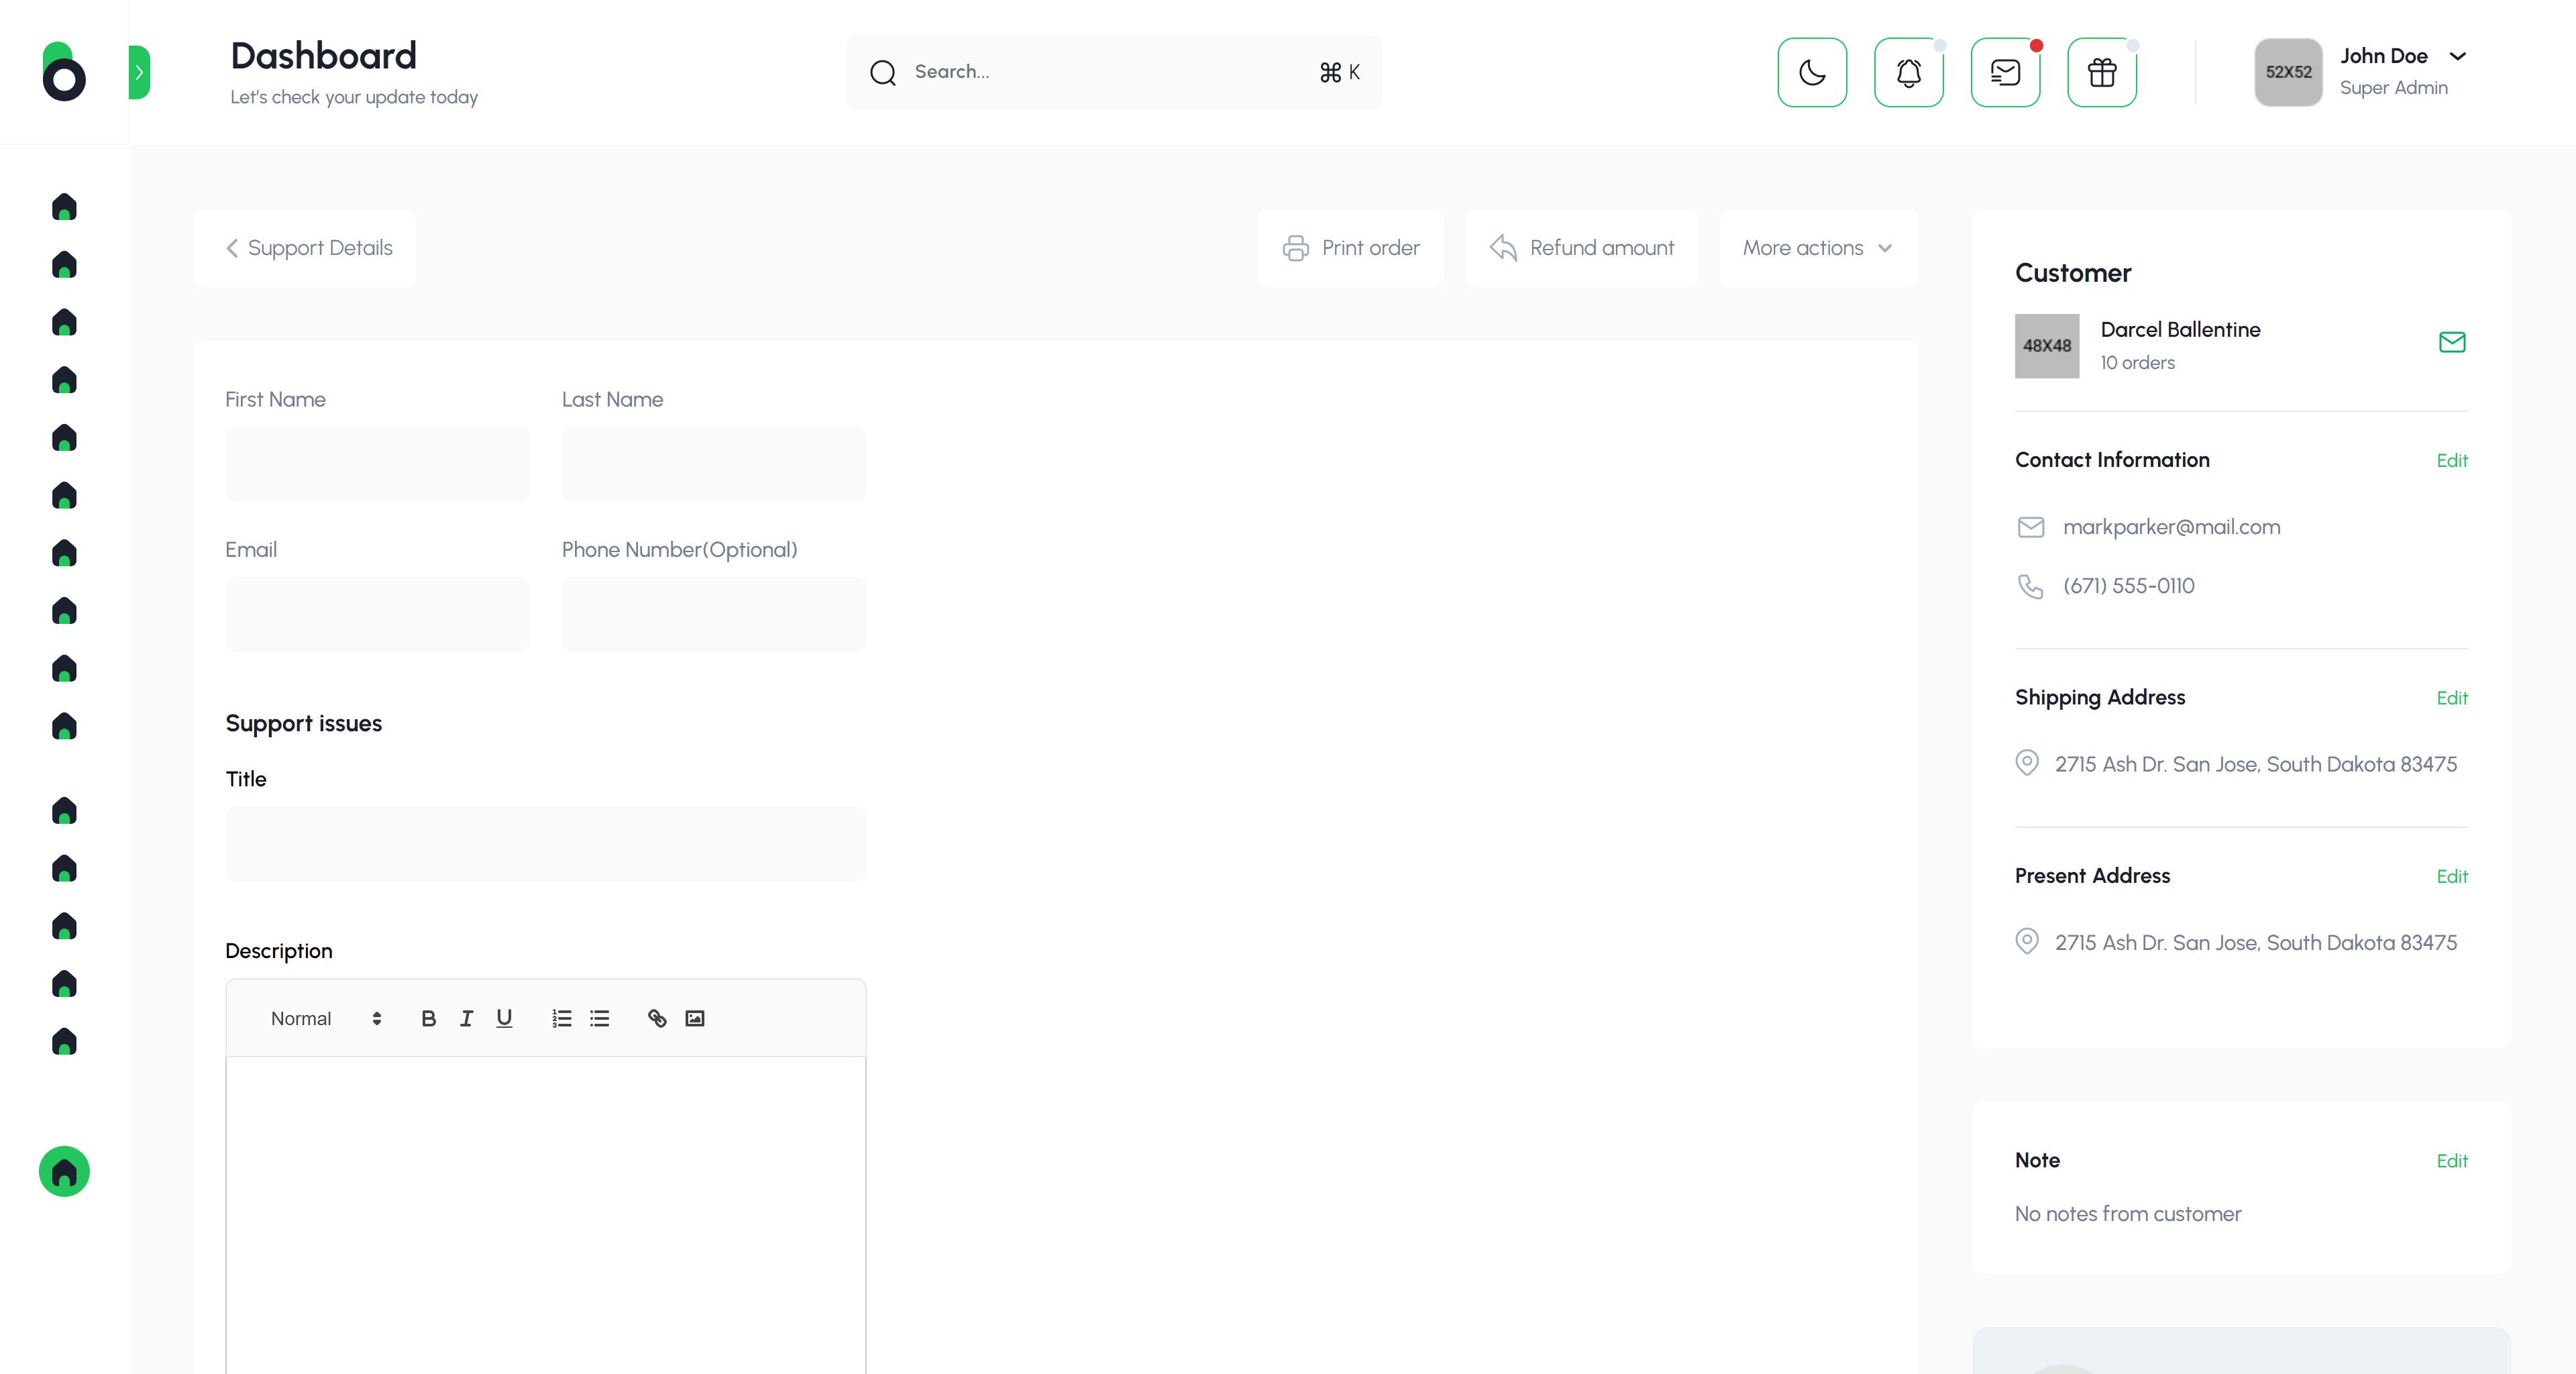 Dashboard
Let's check your update today
Search...
⌘ K
52X52
John Doe
Super Admin
Support Details
Print order
Refund amount
More actions
First Name
Last Name
Email
Phone Number(Optional)
Support issues
Title
Description
Normal
Customer
48X48
Darcel Ballentine
10 orders
Contact Information
Edit
markparker@mail.com
(671) 555-0110
Shipping Address
Edit
2715 Ash Dr. San Jose, South Dakota 83475
Present Address
Edit
2715 Ash Dr. San Jose, South Dakota 83475
Note
Edit
No notes from customer